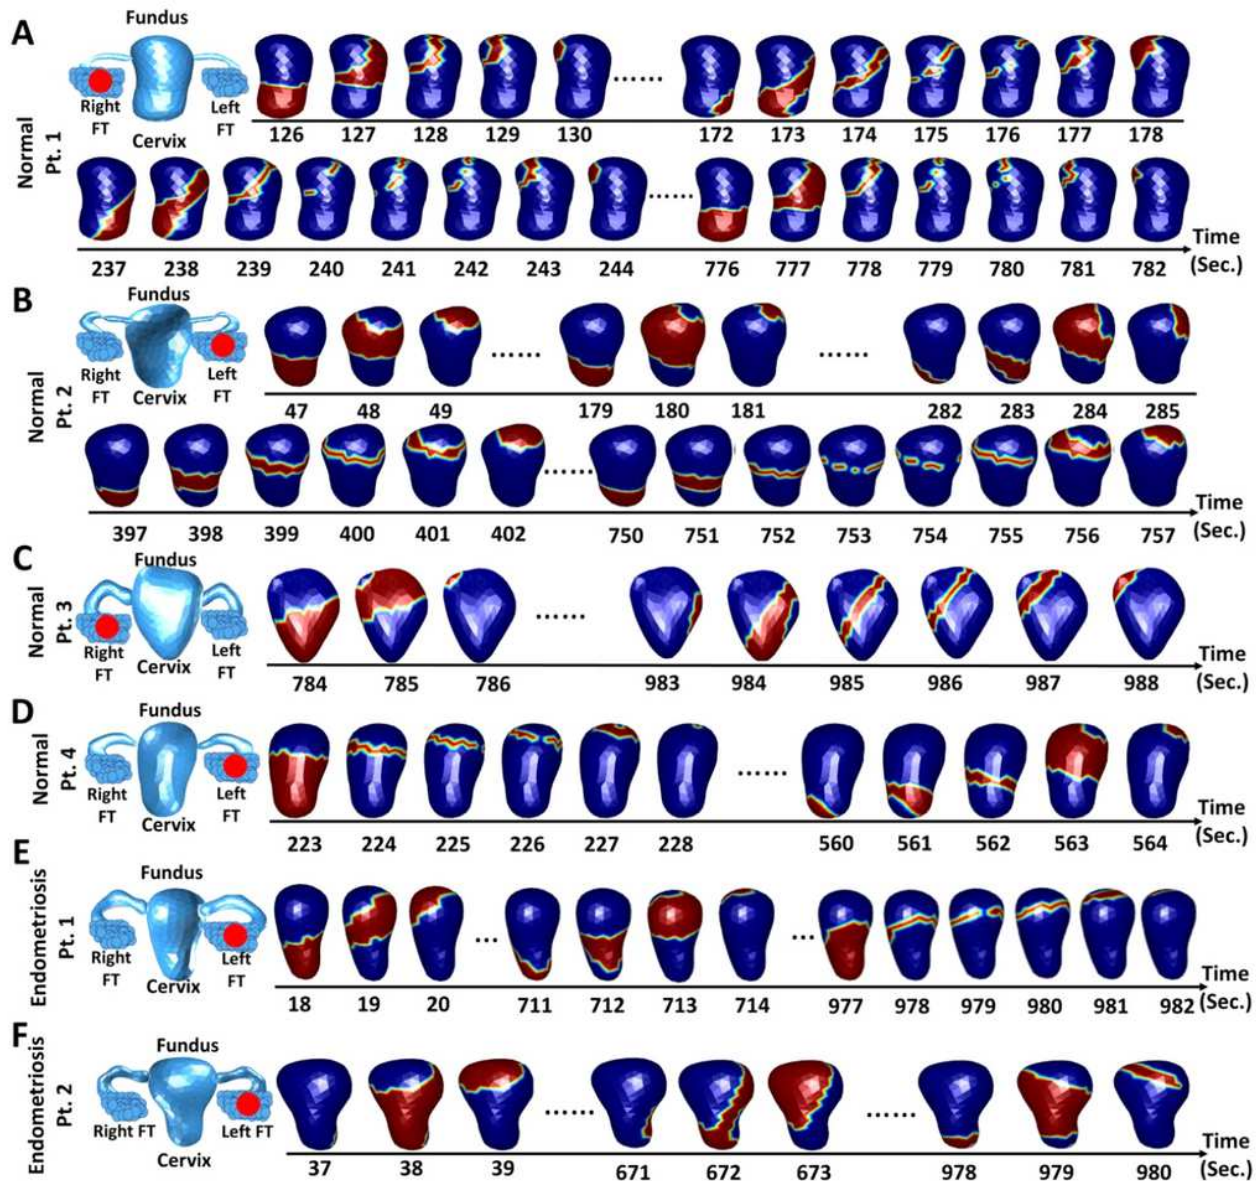 A
Normal
Pt. 1
Fundus
Right
FT
Left
FT
Cervix
126 127 128 129 130 ...... 172 173 174 175 176 177 178
237 238 239 240 241 242 243 244 ...... 776 777 778 779 780 781 782
Time
(Sec.)
B
Normal
Pt. 2
Fundus
Right
FT
Left
FT
Cervix
47 48 49 ...... 179 180 181 ...... 282 283 284 285
397 398 399 400 401 402 ...... 750 751 752 753 754 755 756 757
Time
(Sec.)
C
Normal
Pt. 3
Fundus
Right
FT
Left
FT
Cervix
784 785 786 ...... 983 984 985 986 987 988
Time
(Sec.)
D
Normal
Pt. 4
Fundus
Right
FT
Left
FT
Cervix
223 224 225 226 227 228 ...... 560 561 562 563 564
Time
(Sec.)
E
Endometriosis
Pt. 1
Fundus
Right
FT
Left
FT
Cervix
18 19 20 ... 711 712 713 714 ... 977 978 979 980 981 982
Time
(Sec.)
F
Endometriosis
Pt. 2
Fundus
Right FT
Left FT
Cervix
37 38 39 ...... 671 672 673 ...... 978 979 980
Time
(Sec.)